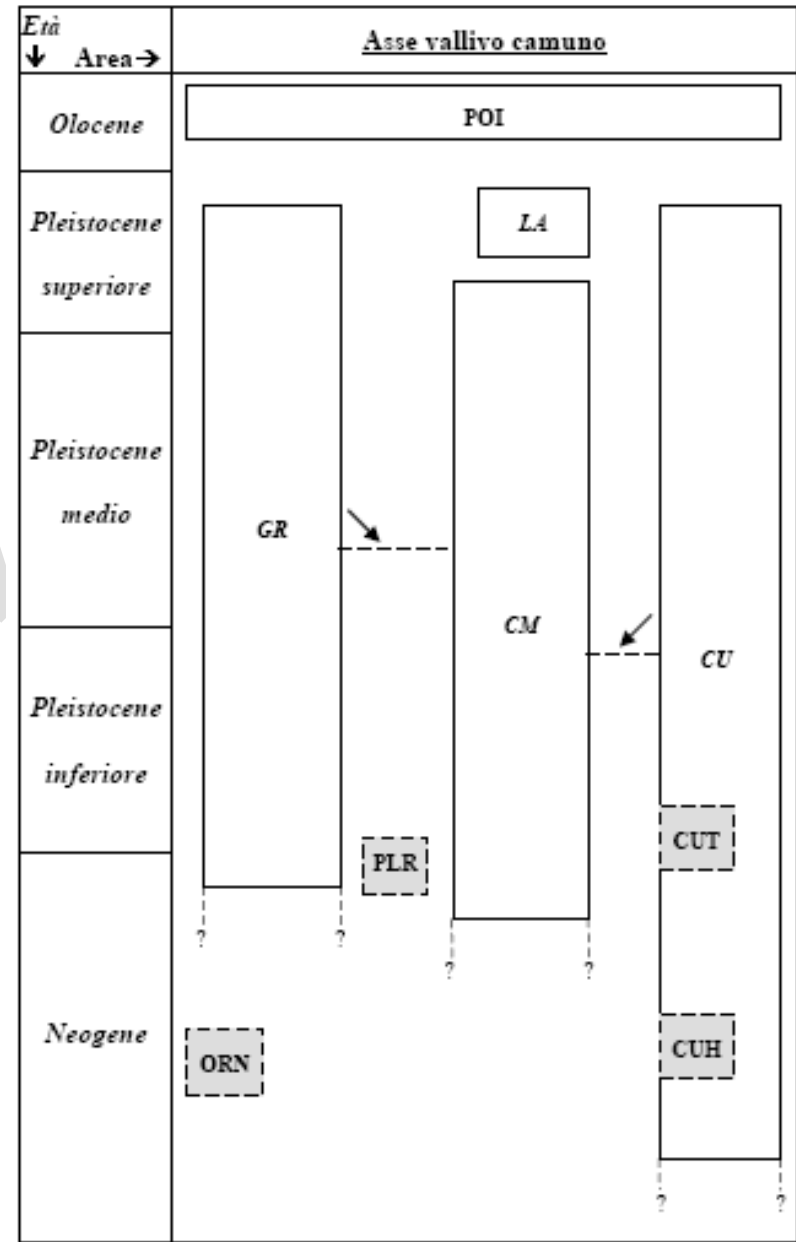 Età
↓ Area→
Asse vallivo camuno
Olocene
POI
Pleistocene
superiore
LA
Pleistocene
medio
GR
CM
CU
Pleistocene
inferiore
CUT
PLR
? ?
? ?
Neogene
ORN
CUH
? ?